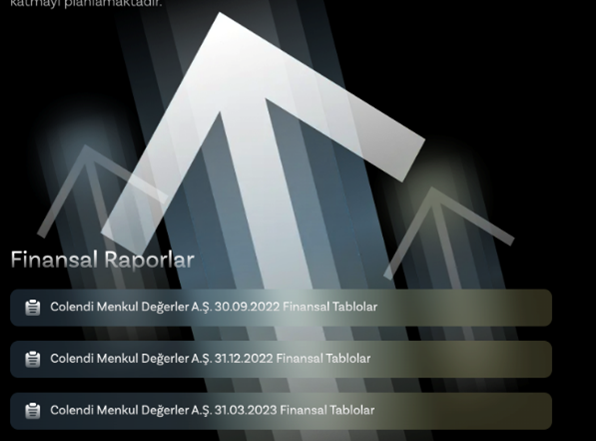 katmayı planlamaktadır.
Finansal Raporlar
Colendi Menkul Değerler A.Ş. 30.09.2022 Finansal Tablolar
Colendi Menkul Değerler A.Ş. 31.12.2022 Finansal Tablolar
Colendi Menkul Değerler A.Ş. 31.03.2023 Finansal Tablolar